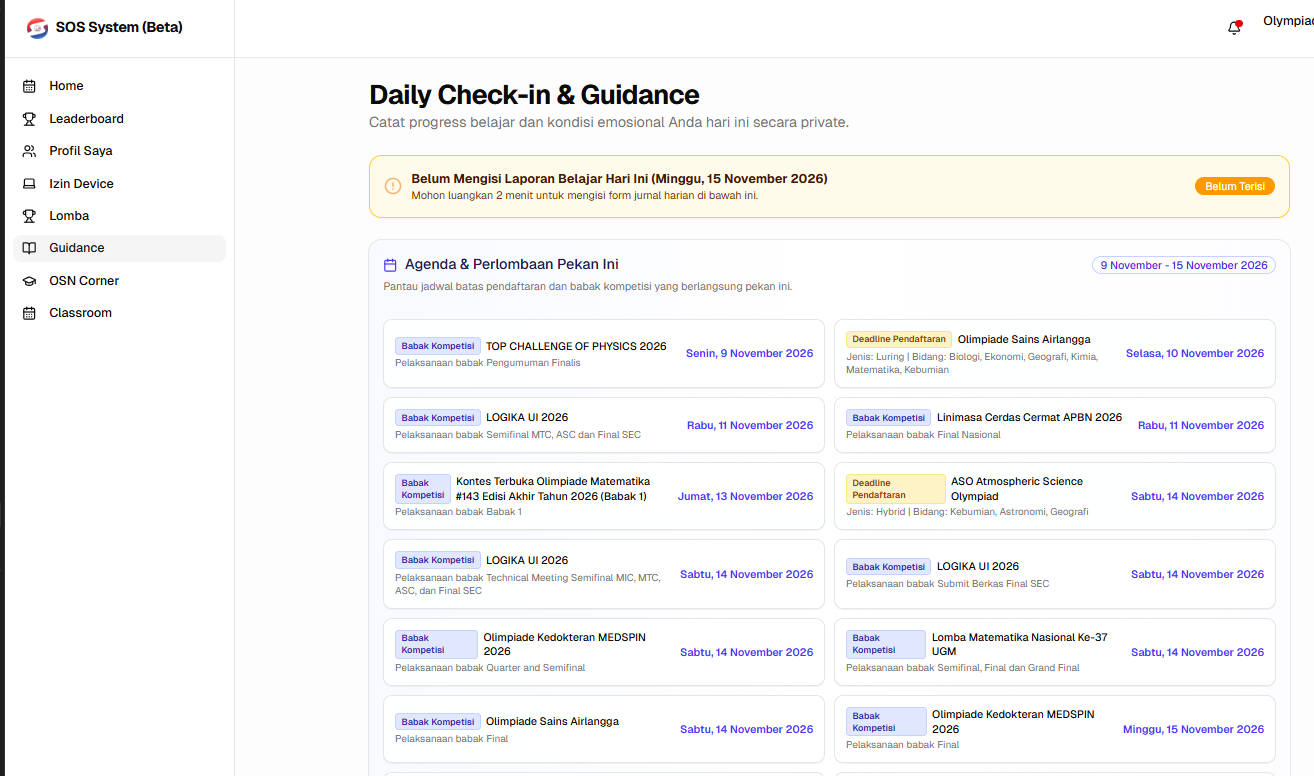 SOS System (Beta)
Olympiad
Home
Leaderboard
Profil Saya
Izin Device
Lomba
Guidance
OSN Corner
Classroom
Daily Check-in & Guidance
Catat progress belajar dan kondisi emosional Anda hari ini secara private.
Belum Mengisi Laporan Belajar Hari Ini (Minggu, 15 November 2026)
Mohon luangkan 2 menit untuk mengisi form jurnal harian di bawah ini.
Belum Terisi
Agenda & Perlombaan Pekan Ini
9 November - 15 November 2026
Pantau jadwal batas pendaftaran dan babak kompetisi yang berlangsung pekan ini.
Babak Kompetisi TOP CHALLENGE OF PHYSICS 2026
Pelaksanaan babak Pengumuman Finalis
Senin, 9 November 2026
Deadline Pendaftaran Olimpiade Sains Airlangga
Jenis: Luring | Bidang: Biologi, Ekonomi, Geografi, Kimia,
Matematika, Kebumian
Selasa, 10 November 2026
Babak Kompetisi LOGIKA UI 2026
Pelaksanaan babak Semifinal MTC, ASC dan Final SEC
Rabu, 11 November 2026
Babak Kompetisi Linimasa Cerdas Cermat APBN 2026
Pelaksanaan babak Final Nasional
Rabu, 11 November 2026
Babak
Kompetisi
Kontes Terbuka Olimpiade Matematika
#143 Edisi Akhir Tahun 2026 (Babak 1)
Pelaksanaan babak Babak 1
Jumat, 13 November 2026
Deadline
Pendaftaran
ASO Atmospheric Science
Olympiad
Jenis: Hybrid | Bidang: Kebumian, Astronomi, Geografi
Sabtu, 14 November 2026
Babak Kompetisi LOGIKA UI 2026
Pelaksanaan babak Technical Meeting Semifinal MIC, MTC,
ASC, dan Final SEC
Sabtu, 14 November 2026
Babak Kompetisi LOGIKA UI 2026
Pelaksanaan babak Submit Berkas Final SEC
Sabtu, 14 November 2026
Babak
Kompetisi
Olimpiade Kedokteran MEDSPIN
2026
Pelaksanaan babak Quarter and Semifinal
Sabtu, 14 November 2026
Babak
Kompetisi
Lomba Matematika Nasional Ke-37
UGM
Pelaksanaan babak Semifinal, Final dan Grand Final
Sabtu, 14 November 2026
Babak Kompetisi Olimpiade Sains Airlangga
Pelaksanaan babak Final
Sabtu, 14 November 2026
Babak
Kompetisi
Olimpiade Kedokteran MEDSPIN
2026
Pelaksanaan babak Final
Minggu, 15 November 2026